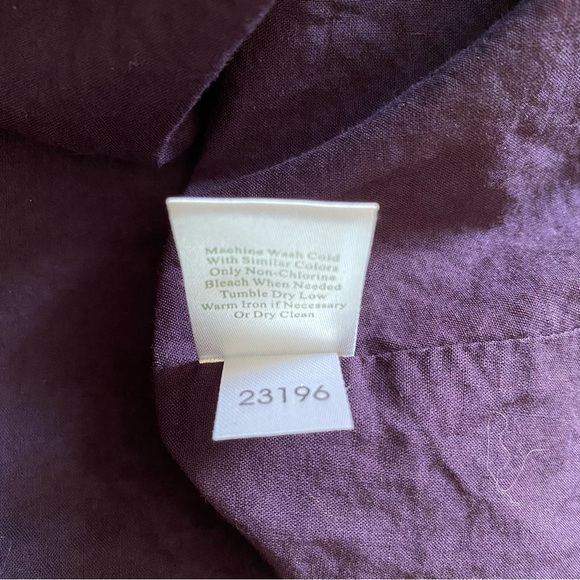 Machine Wash Cold
With Similar Colors
Only Non-Chlorine
Bleach When Needed
Tumble Dry Low
Warm Iron if Necessary
Or Dry Clean
23196